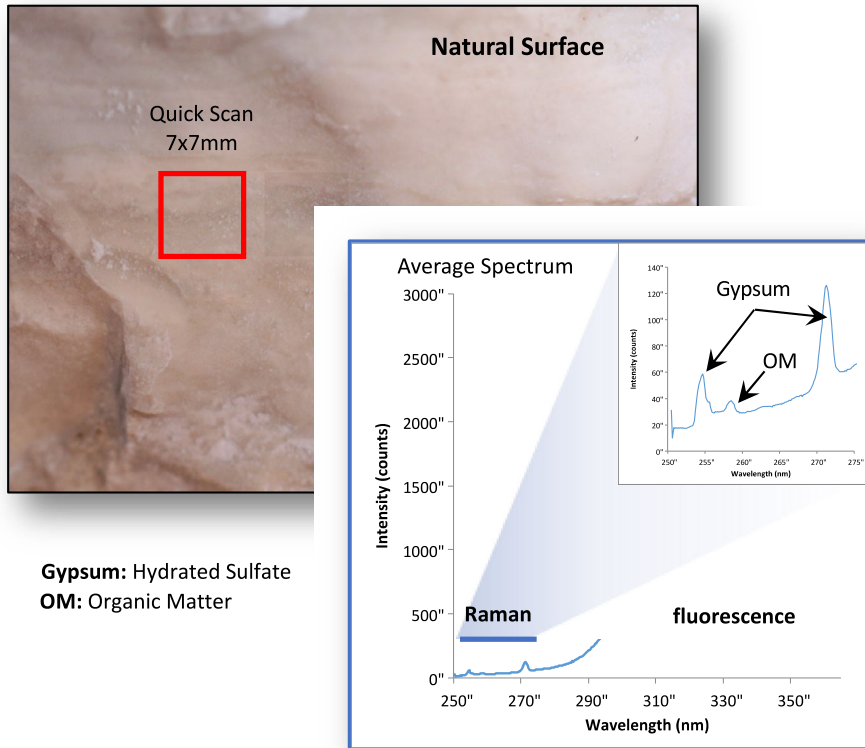 Natural Surface
Quick Scan
7x7mm
Average Spectrum
3000"
2500"
2000"
1500"
1000"
500"
0"
Intensity (counts)
250"
270"
290"
310"
330"
350"
Wavelength (nm)
Raman
fluorescence
140"
120"
100"
80"
60"
40"
20"
0"
Intensity (counts)
Gypsum
OM
250"
255"
260"
265"
270"
275"
Wavelength (nm)
Gypsum: Hydrated Sulfate
OM: Organic Matter